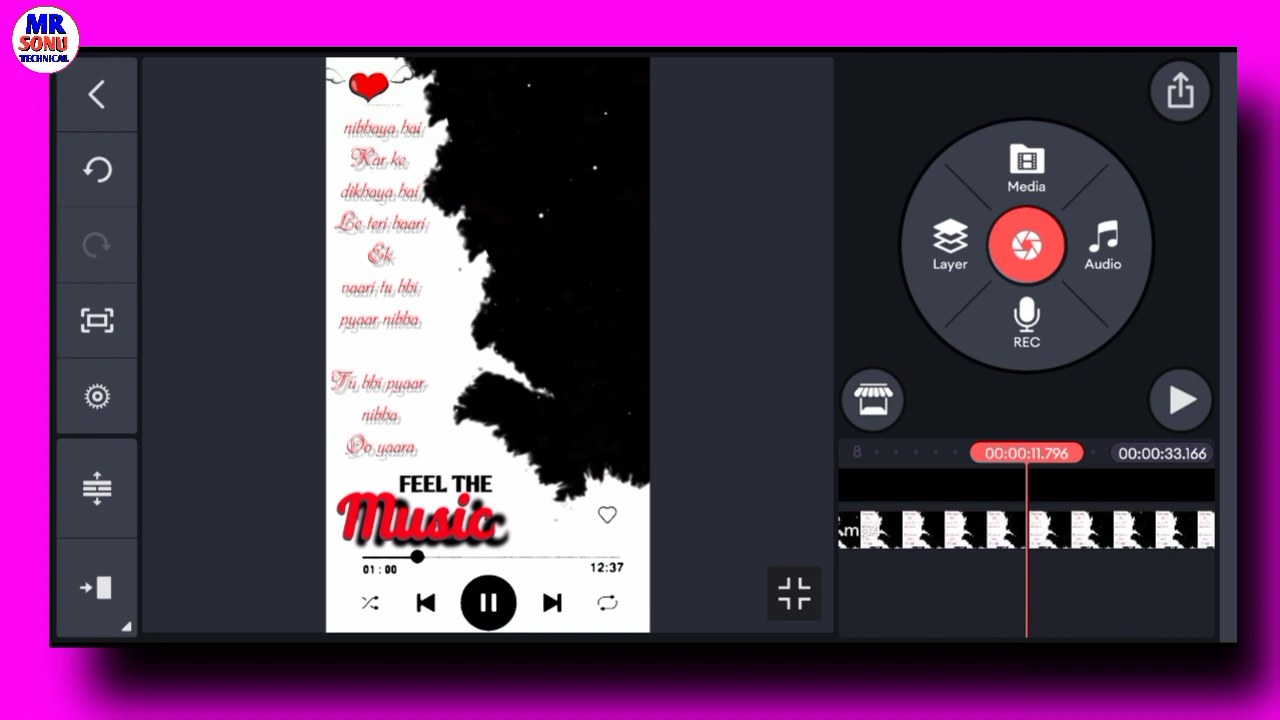 MR
SONU
TECHNICAL
nibbaya hai
Kar ke
dikhaya hai
Le teri baari
Ek
vaari tu bhi
pyaar nibba
Tu bhi pyaar
nibba
Oo yaara
FEEL THE
Music
01 : 00
12:37
Media
Layer
Audio
REC
8
00:00:11.796
00:00:33.166